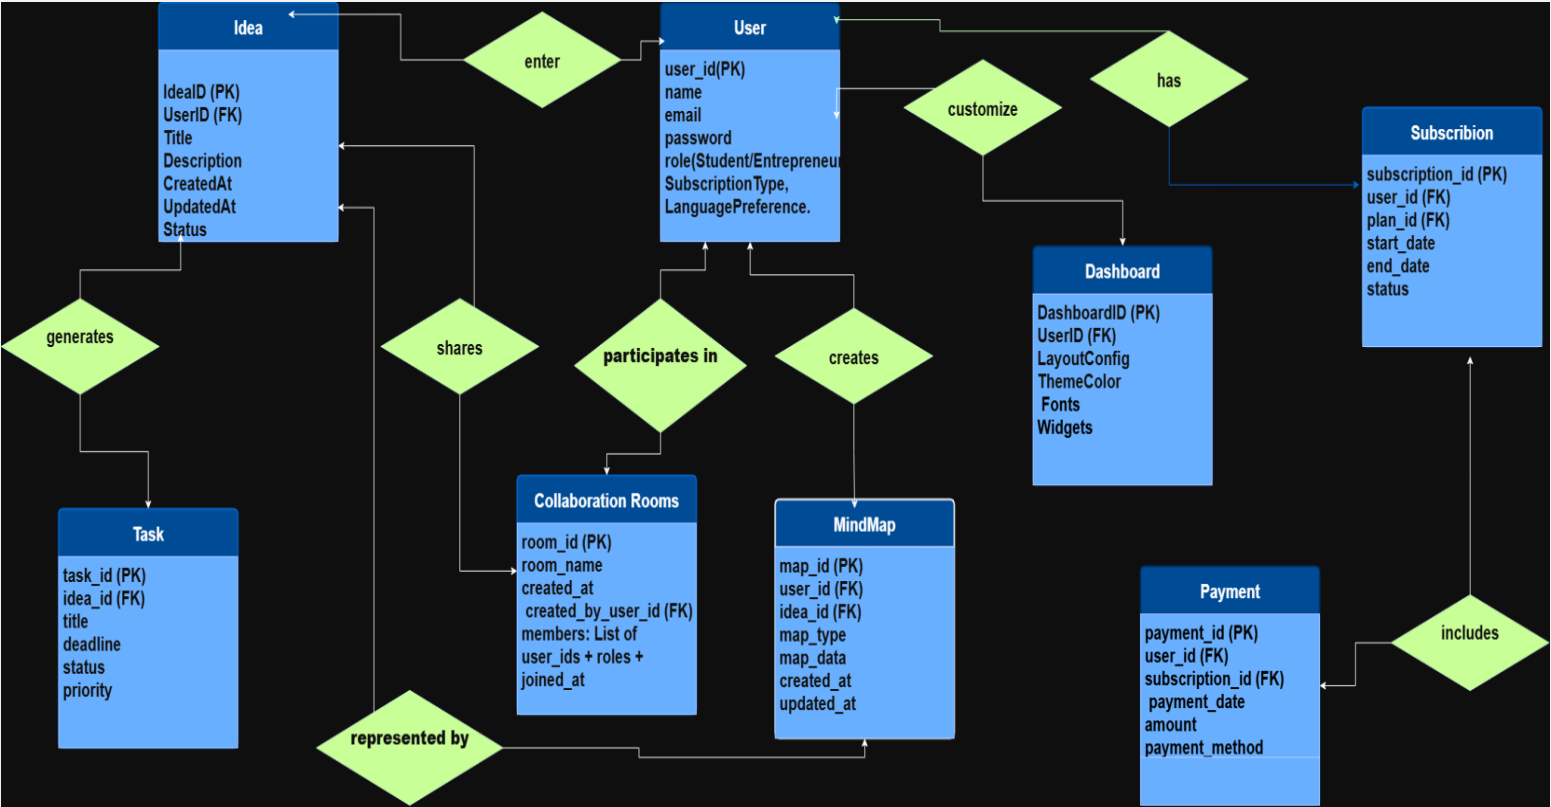 Idea
IdeaID (PK)
UserID (FK)
Title
Description
CreatedAt
UpdatedAt
Status
enter
User
user_id(PK)
name
email
password
role(Student/Entrepreneur
SubscriptionType,
LanguagePreference.
customize
has
Subscribion
subscription_id (PK)
user_id (FK)
plan_id (FK)
start_date
end_date
status
Dashboard
DashboardID (PK)
UserID (FK)
LayoutConfig
ThemeColor
Fonts
Widgets
generates
shares
participates in
creates
Task
task_id (PK)
idea_id (FK)
title
deadline
status
priority
Collaboration Rooms
room_id (PK)
room_name
created_at
created_by_user_id (FK)
members: List of
user_ids + roles +
joined_at
MindMap
map_id (PK)
user_id (FK)
idea_id (FK)
map_type
map_data
created_at
updated_at
Payment
payment_id (PK)
user_id (FK)
subscription_id (FK)
payment_date
amount
payment_method
includes
represented by